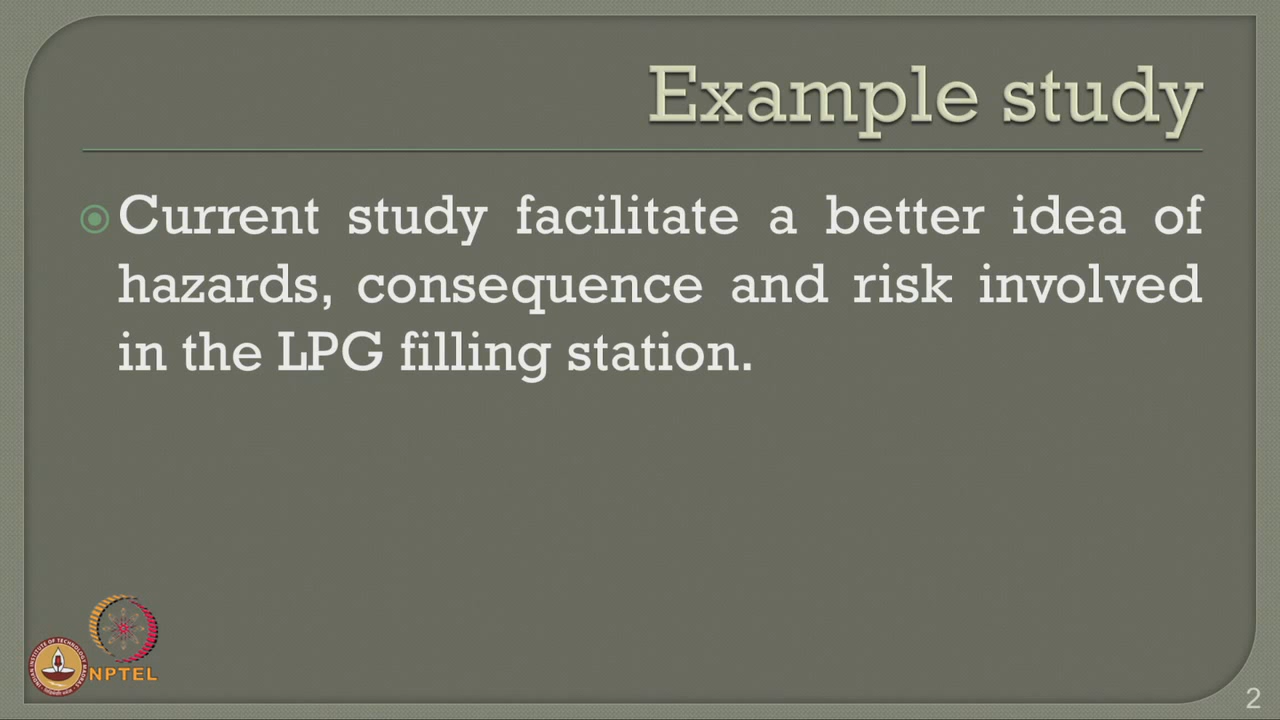 Example study
Current study facilitate a better idea of
hazards, consequence and risk involved
in the LPG filling station.
NPTEL
2